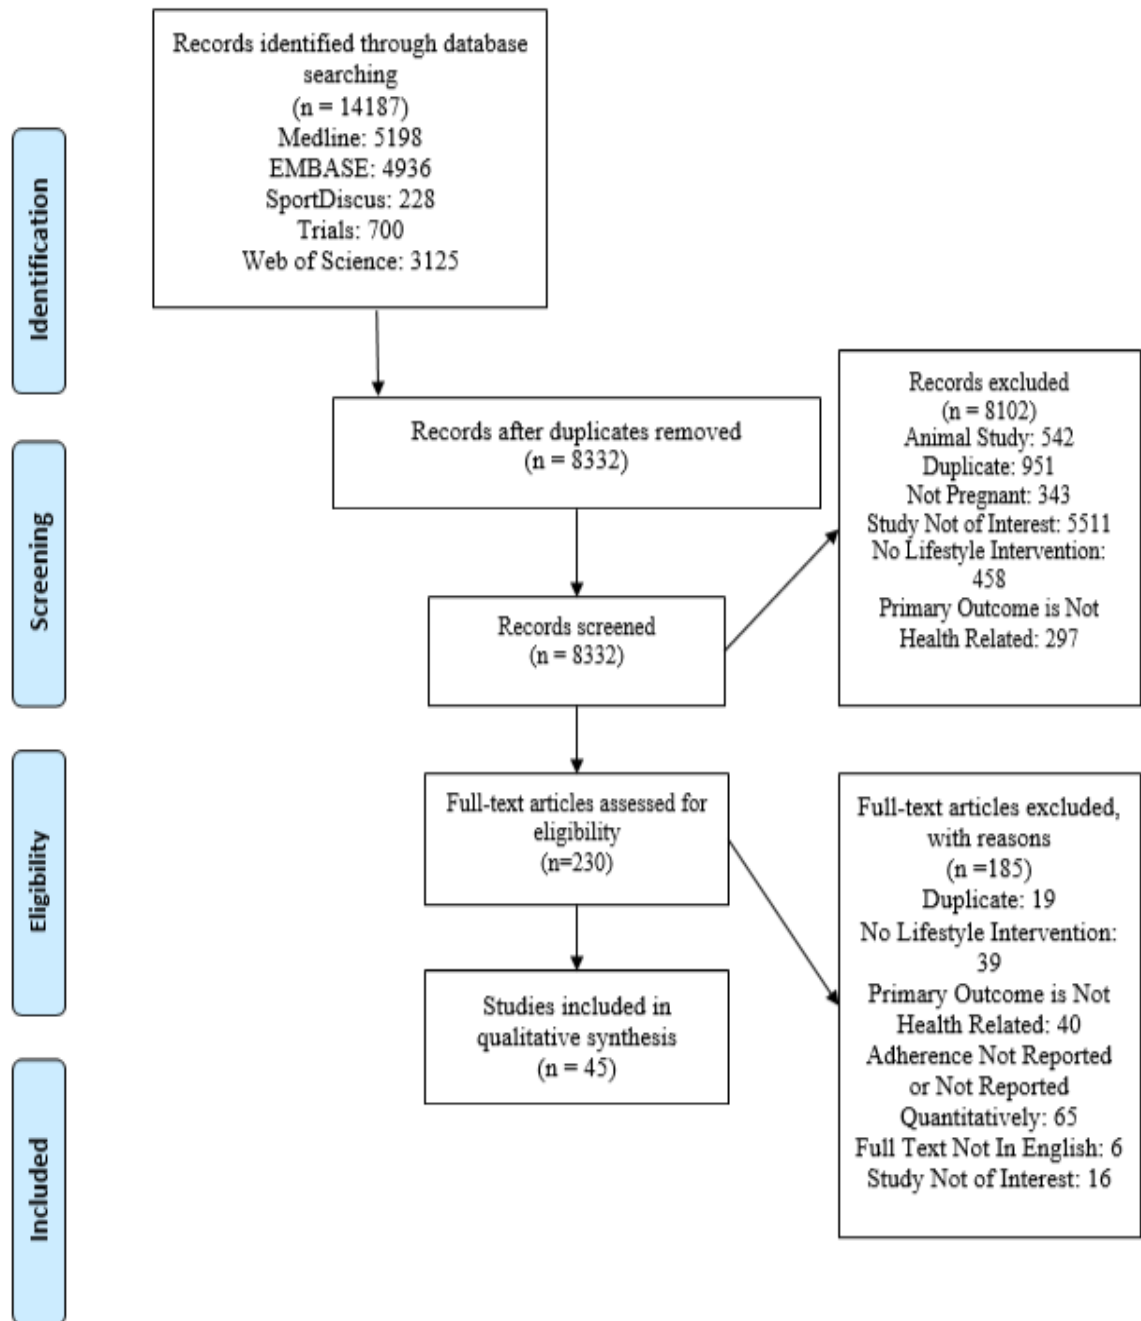 Records identified through database
searching
(n = 14187)
Medline: 5198
EMBASE: 4936
SportDiscus: 228
Trials: 700
Web of Science: 3125
Identification
Records after duplicates removed
(n = 8332)
Records excluded
(n = 8102)
Animal Study: 542
Duplicate: 951
Not Pregnant: 343
Study Not of Interest: 5511
No Lifestyle Intervention:
458
Primary Outcome is Not
Health Related: 297
Screening
Records screened
(n = 8332)
Full-text articles assessed for
eligibility
(n=230)
Eligibility
Full-text articles excluded,
with reasons
(n =185)
Duplicate: 19
No Lifestyle Intervention:
39
Primary Outcome is Not
Health Related: 40
Adherence Not Reported
or Not Reported
Quantitatively: 65
Full Text Not In English: 6
Study Not of Interest: 16
Studies included in
qualitative synthesis
(n = 45)
Included